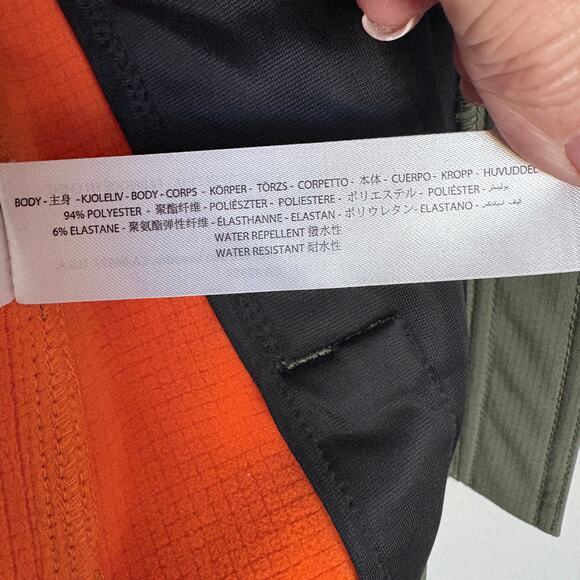 BODY - 主身 - KJOLELIV - BODY - CORPS - KÖRPER - TÖRZS - CORPETTO - 本体 - CUERPO - KROPP - HUVUDDEL
94% POLYESTER - 聚酯纤维 - POLIÉSZTER - POLIESTERE - ポリエステル - POLIÉSTER - بوليستر
6% ELASTANE - 聚氨酯弹性纤维 - ELASTHANNE - ELASTAN - ポリウレタン - ELASTANO -
WATER REPELLENT 撥水性
WATER RESISTANT 耐水性